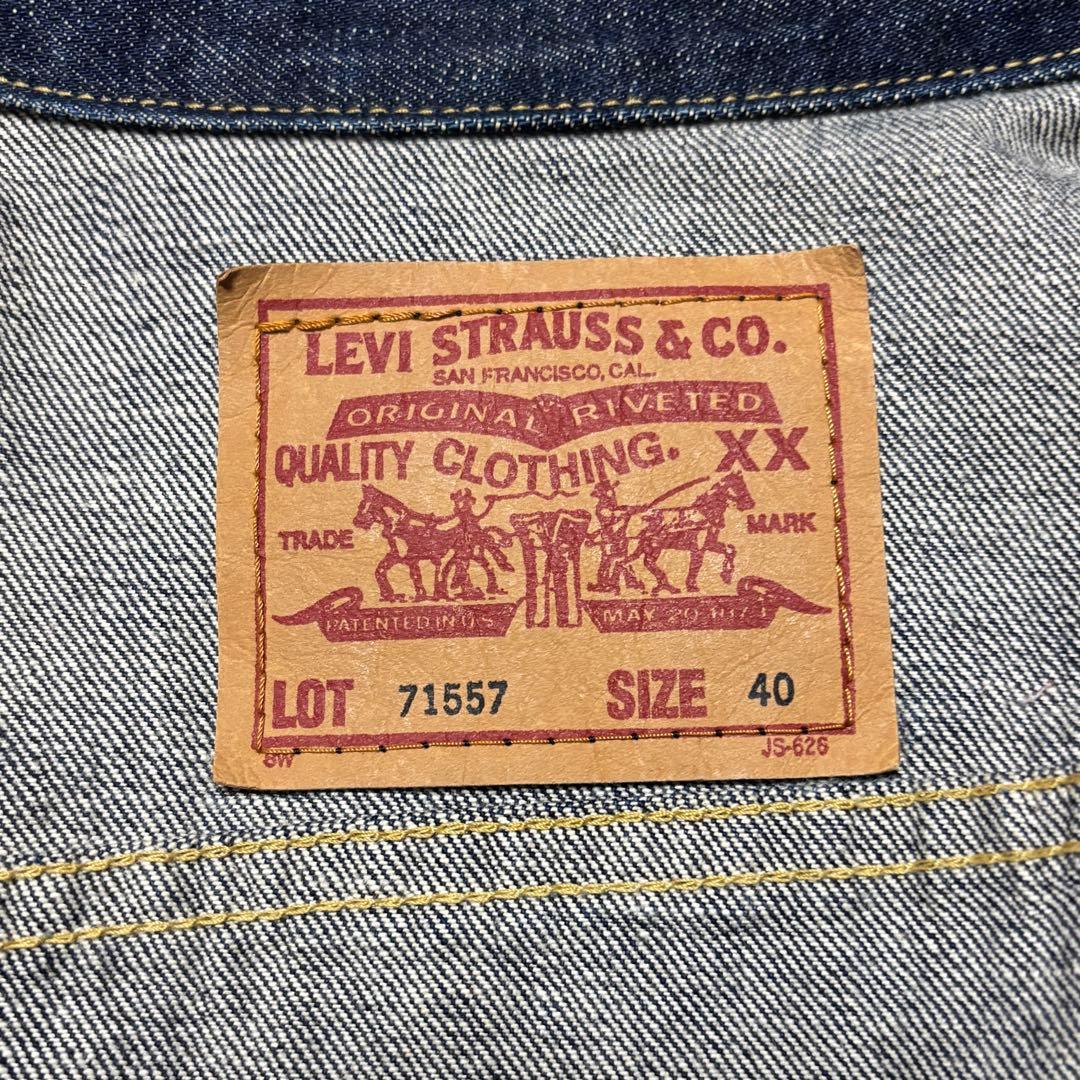 LEVI STRAUSS & CO.
SAN FRANCISCO, CAL.
ORIGINAL RIVETED
QUALITY CLOTHING. XX
TRADE MARK
PATENTED IN U.S. MAY 20 1873
LOT 71557 SIZE 40
8W JS-626